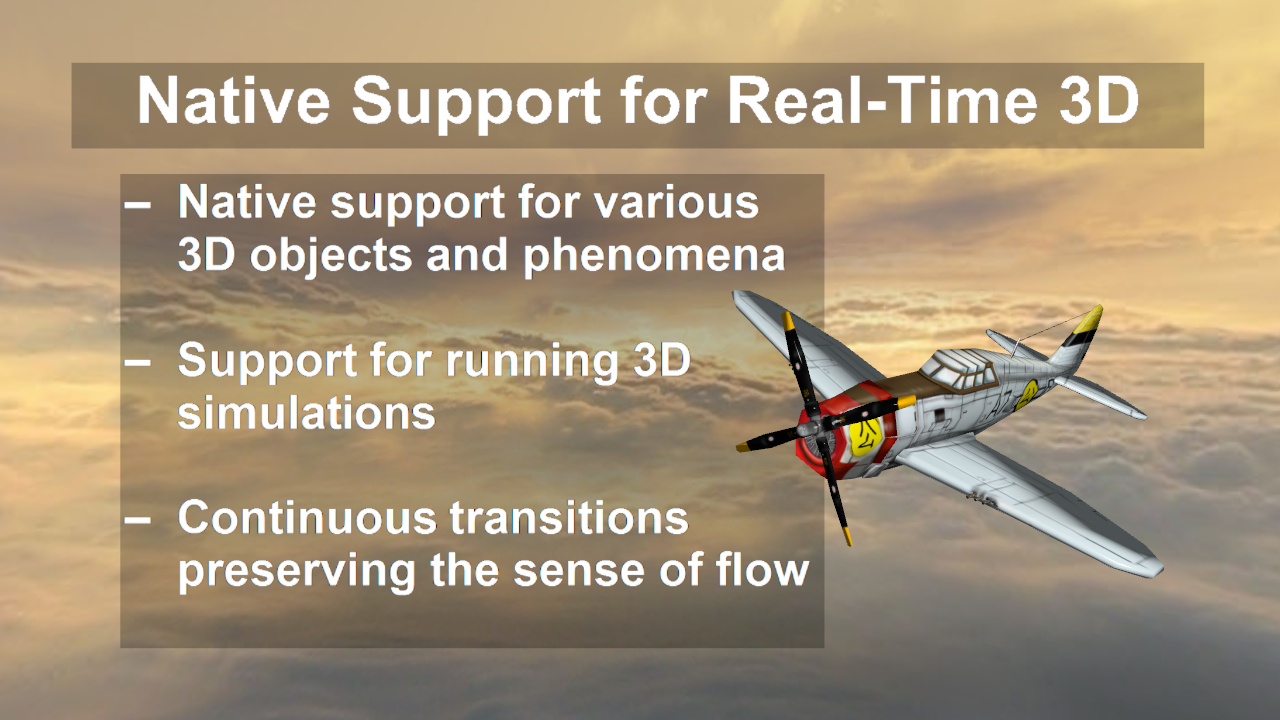 Native Support for Real-Time 3D
– Native support for various
3D objects and phenomena
– Support for running 3D
simulations
– Continuous transitions
preserving the sense of flow